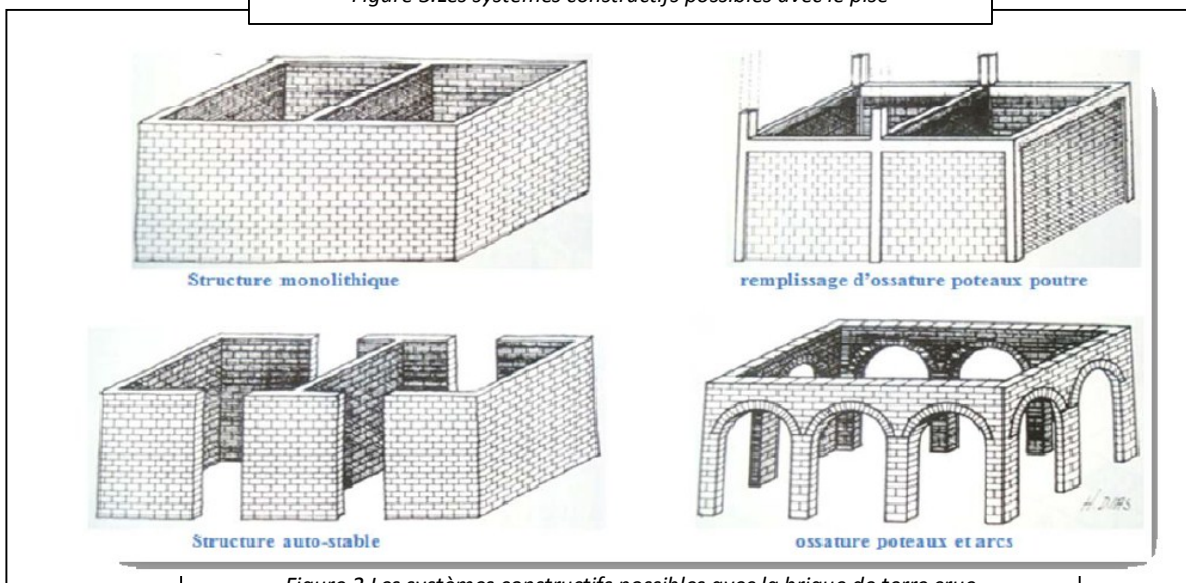 Figure 3.Les systèmes constructifs possibles avec le pisé
Structure monolithique
remplissage d'ossature poteaux poutre
Structure auto-stable
ossature poteaux et arcs
Figure 2.Les systèmes constructifs possibles avec la brique de terre crue